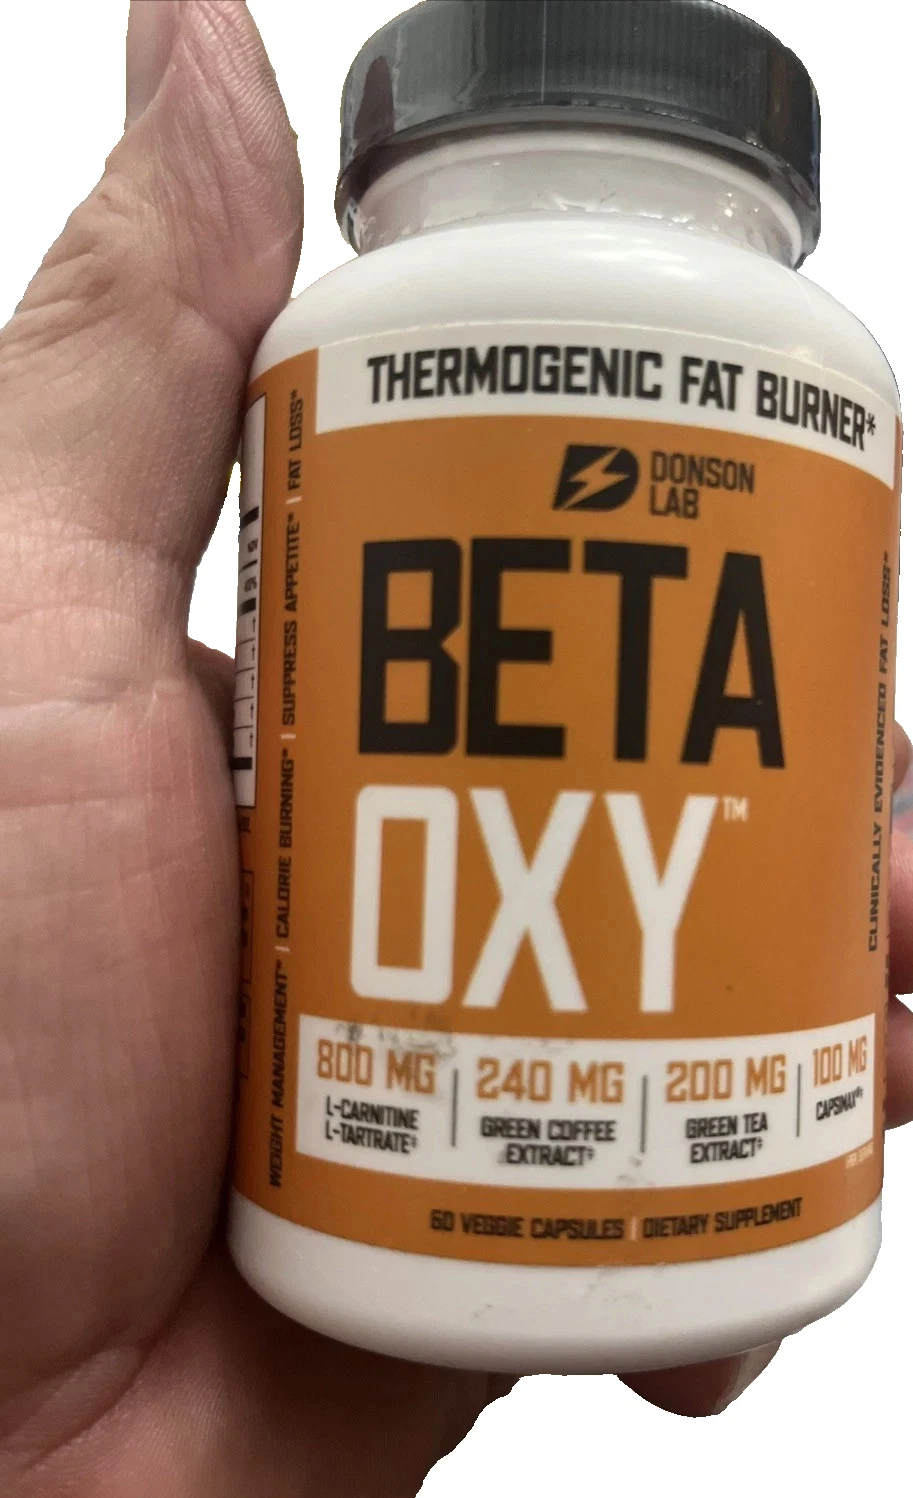 THERMOGENIC FAT BURNER*
DONSON
LAB
BETA
OXY™
800 MG
L-CARNITINE
L-TARTRATE‡
240 MG
GREEN COFFEE
EXTRACT‡
200 MG
GREEN TEA
EXTRACT‡
100 MG
CAPSIMAX®‡
60 VEGGIE CAPSULES | DIETARY SUPPLEMENT
WEIGHT MANAGEMENT* | CALORIE BURNING* | SUPPRESS APPETITE* | FAT LOSS*
CLINICALLY EVIDENCED FAT LOSS‡*